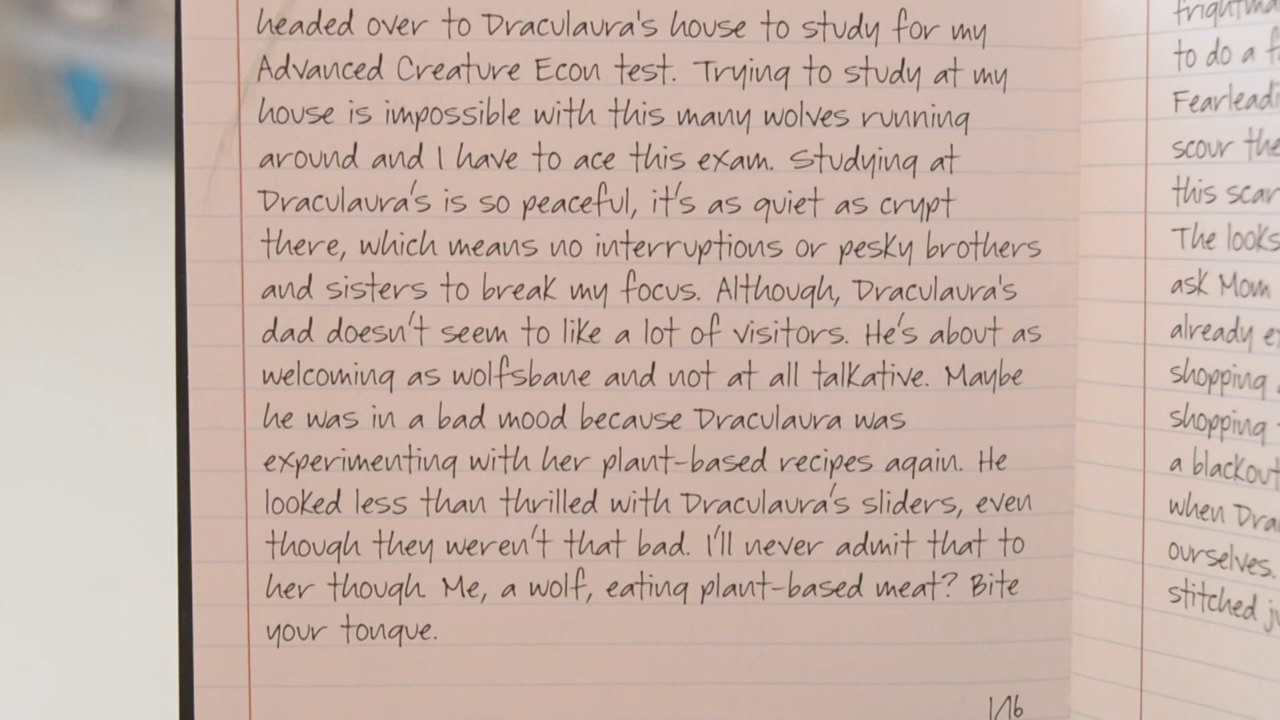 headed over to Draculaura's house to study for my
Advanced Creature Econ test. Trying to study at my
house is impossible with this many wolves running
around and I have to ace this exam. Studying at
Draculaura's is so peaceful, it's as quiet as crypt
there, which means no interruptions or pesky brothers
and sisters to break my focus. Although, Draculaura's
dad doesn't seem to like a lot of visitors. He's about as
welcoming as wolfsbane and not at all talkative. Maybe
he was in a bad mood because Draculaura was
experimenting with her plant-based recipes again. He
looked less than thrilled with Draculaura's sliders, even
though they weren't that bad. I'll never admit that to
her though Me, a wolf, eating plant-based meat? Bite
your tongue.
to do a
scour the
this scar
The looks
ask Mom
already
shopping
shopping
a blackout
when
ourselves.
stitched